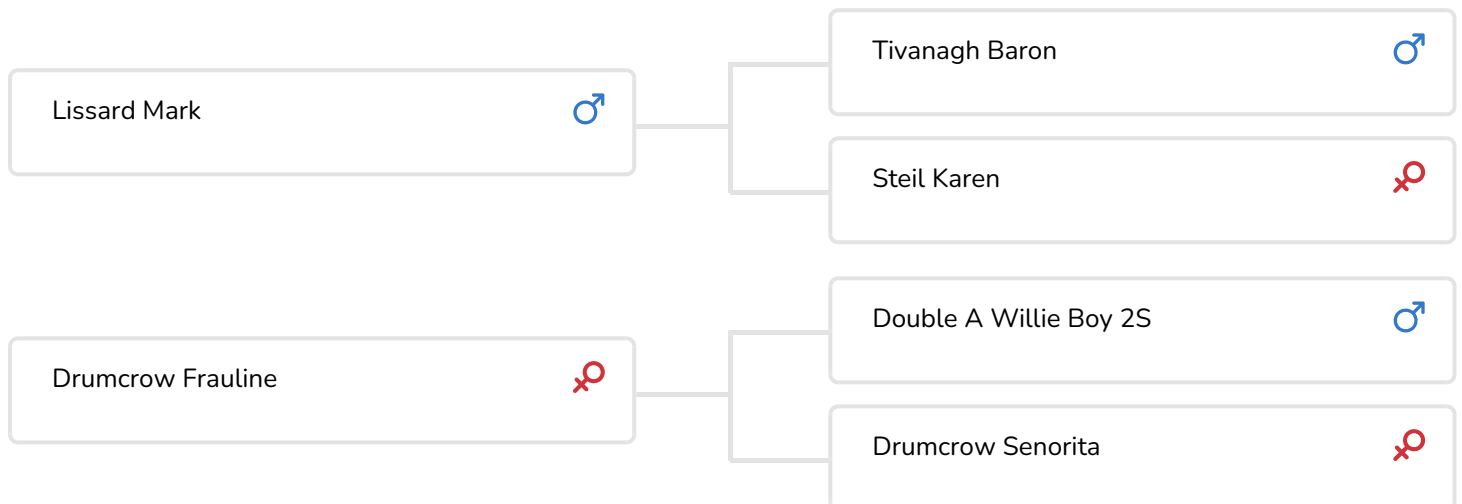 Tivanagh Baron
Lissard Mark
Steil Karen
Double A Willie Boy 2S
Drumcrow Frauline
Drumcrow Senorita